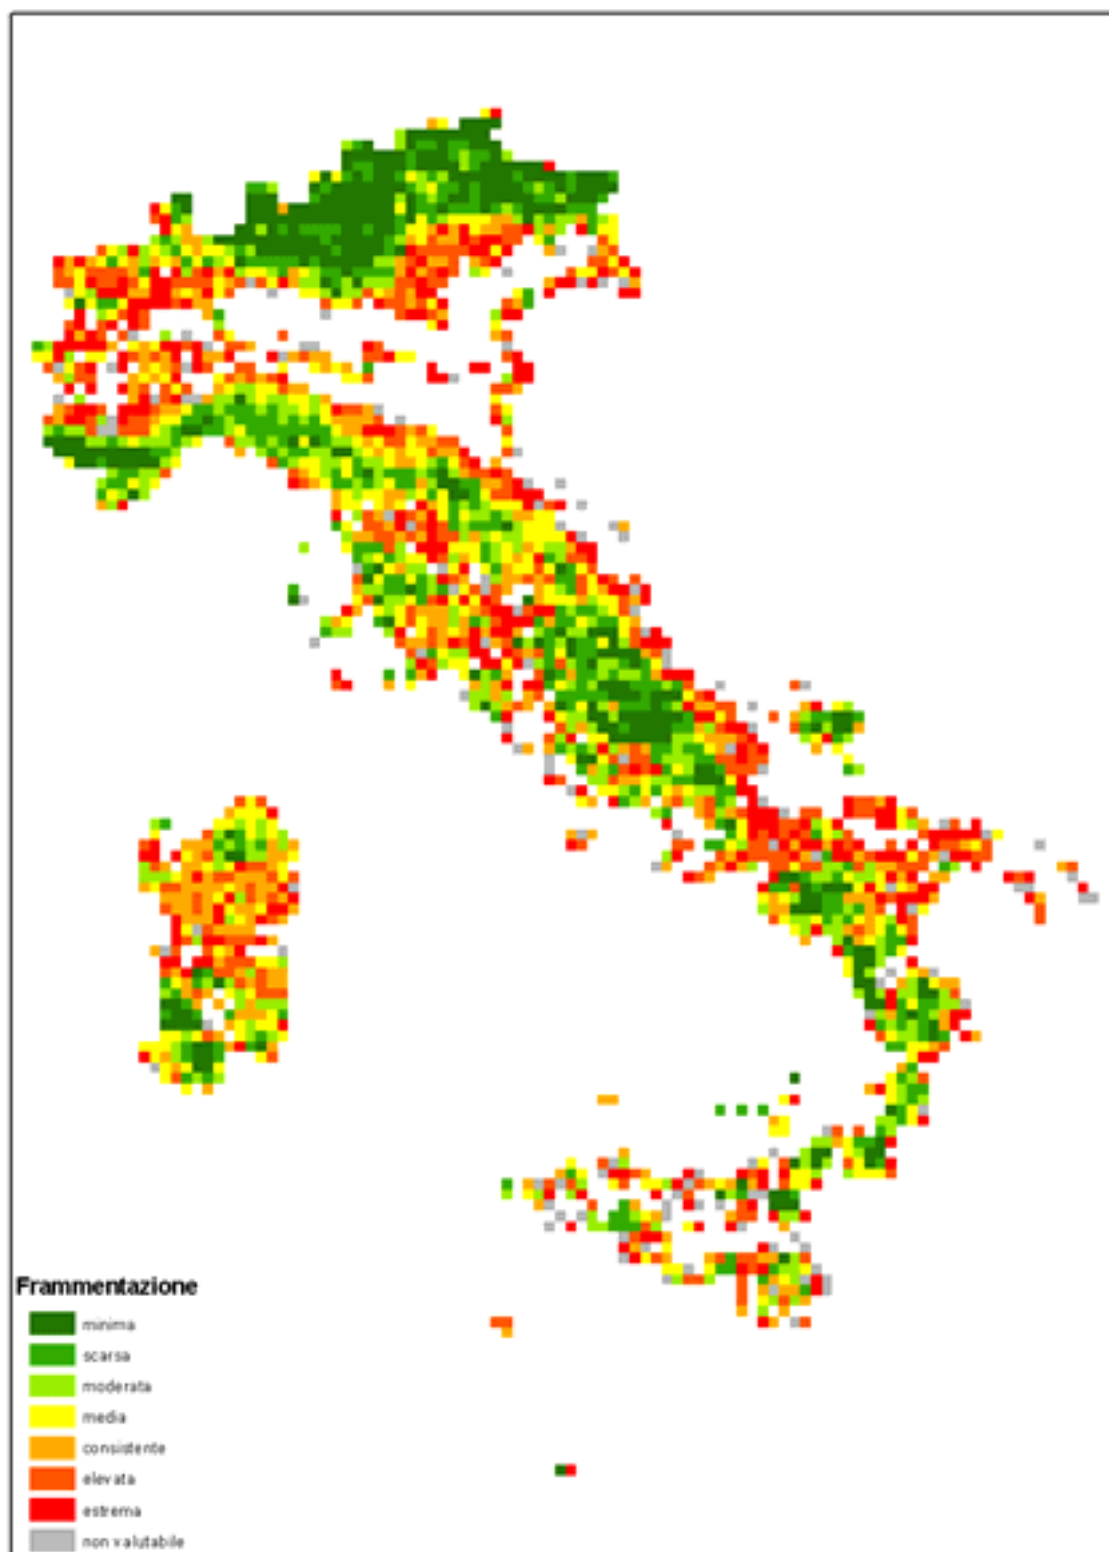 Frammentazione
minima
scarsa
moderata
media
consistente
elevata
estrema
non valutabile